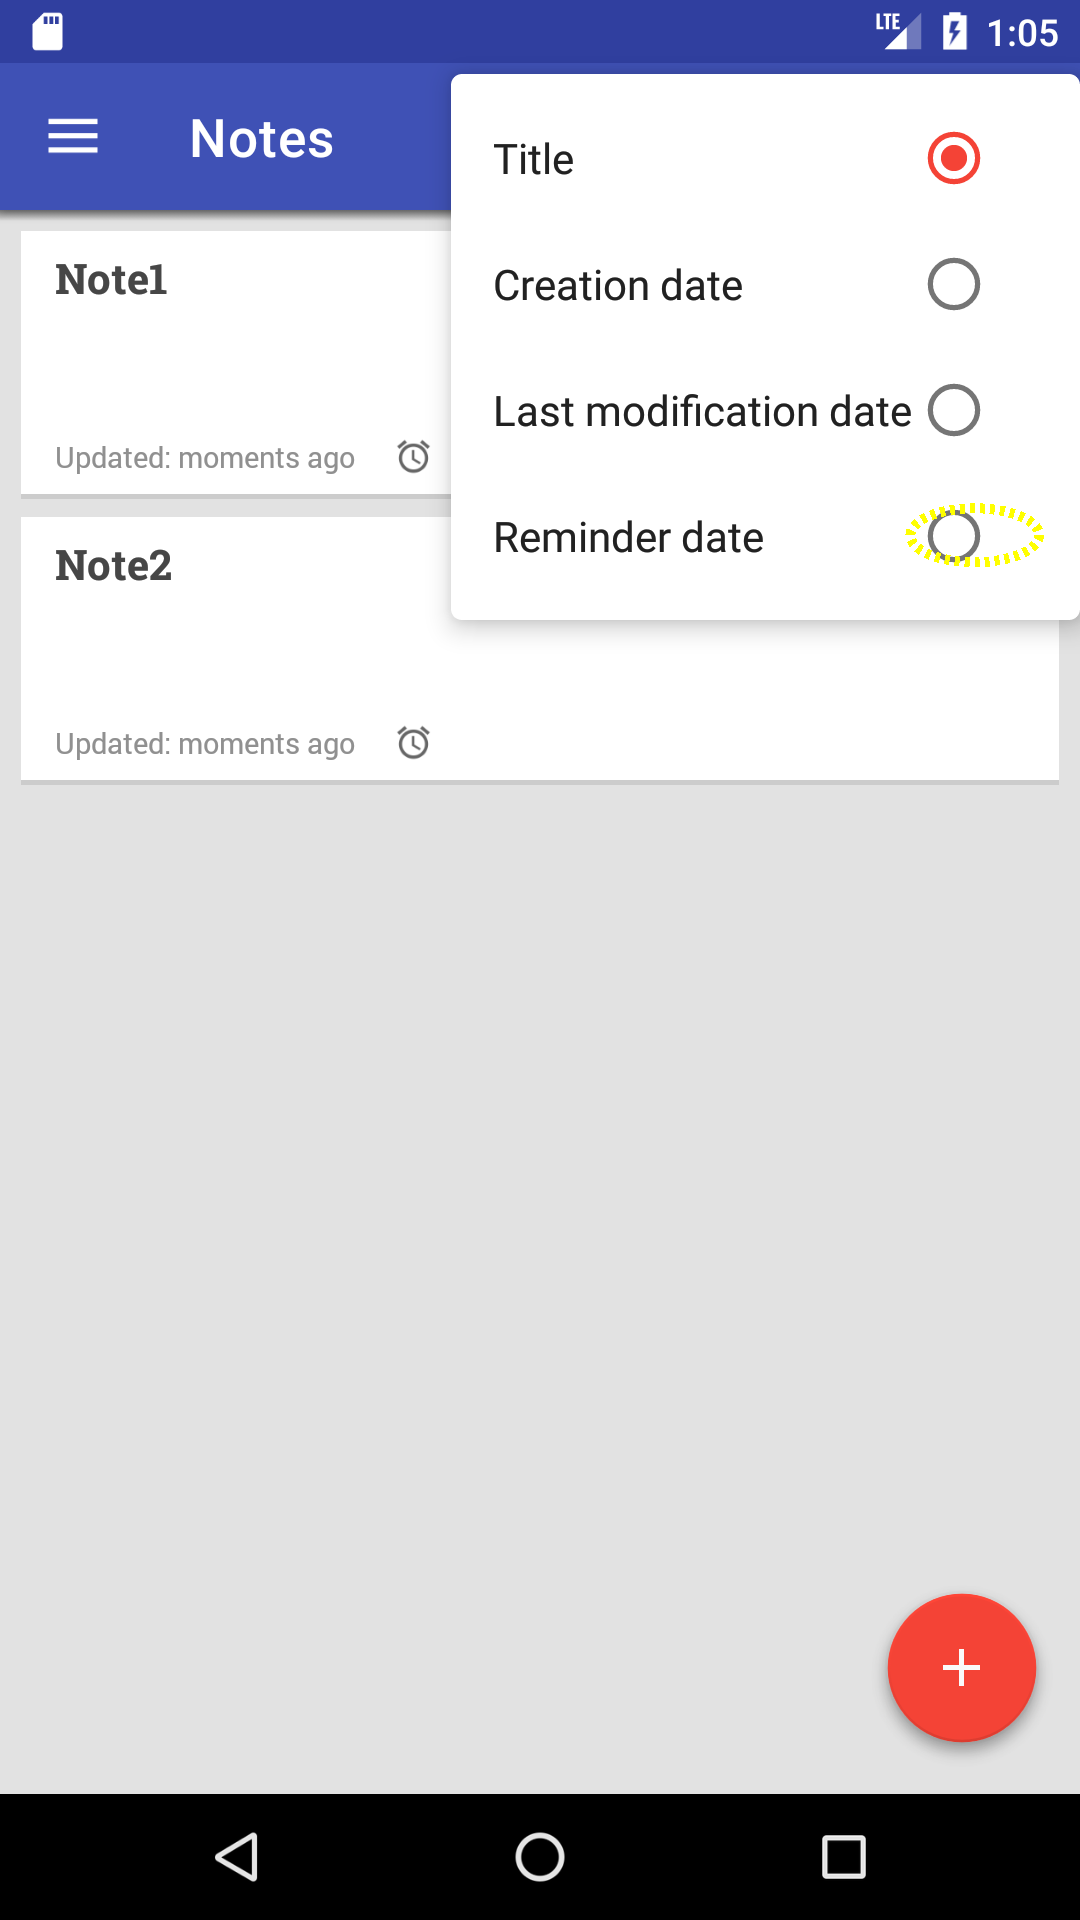 LTE 1:05
Notes
Title
Creation date
Last modification date
Reminder date
Note1
Updated: moments ago
Note2
Updated: moments ago